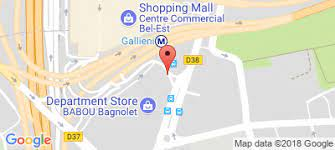 Shopping Mall
Centre Commercial
Bel-Est
Gallieni
M
D38
Department Store
BABOU Bagnolet
D37
Google
Map data ©2018 Google